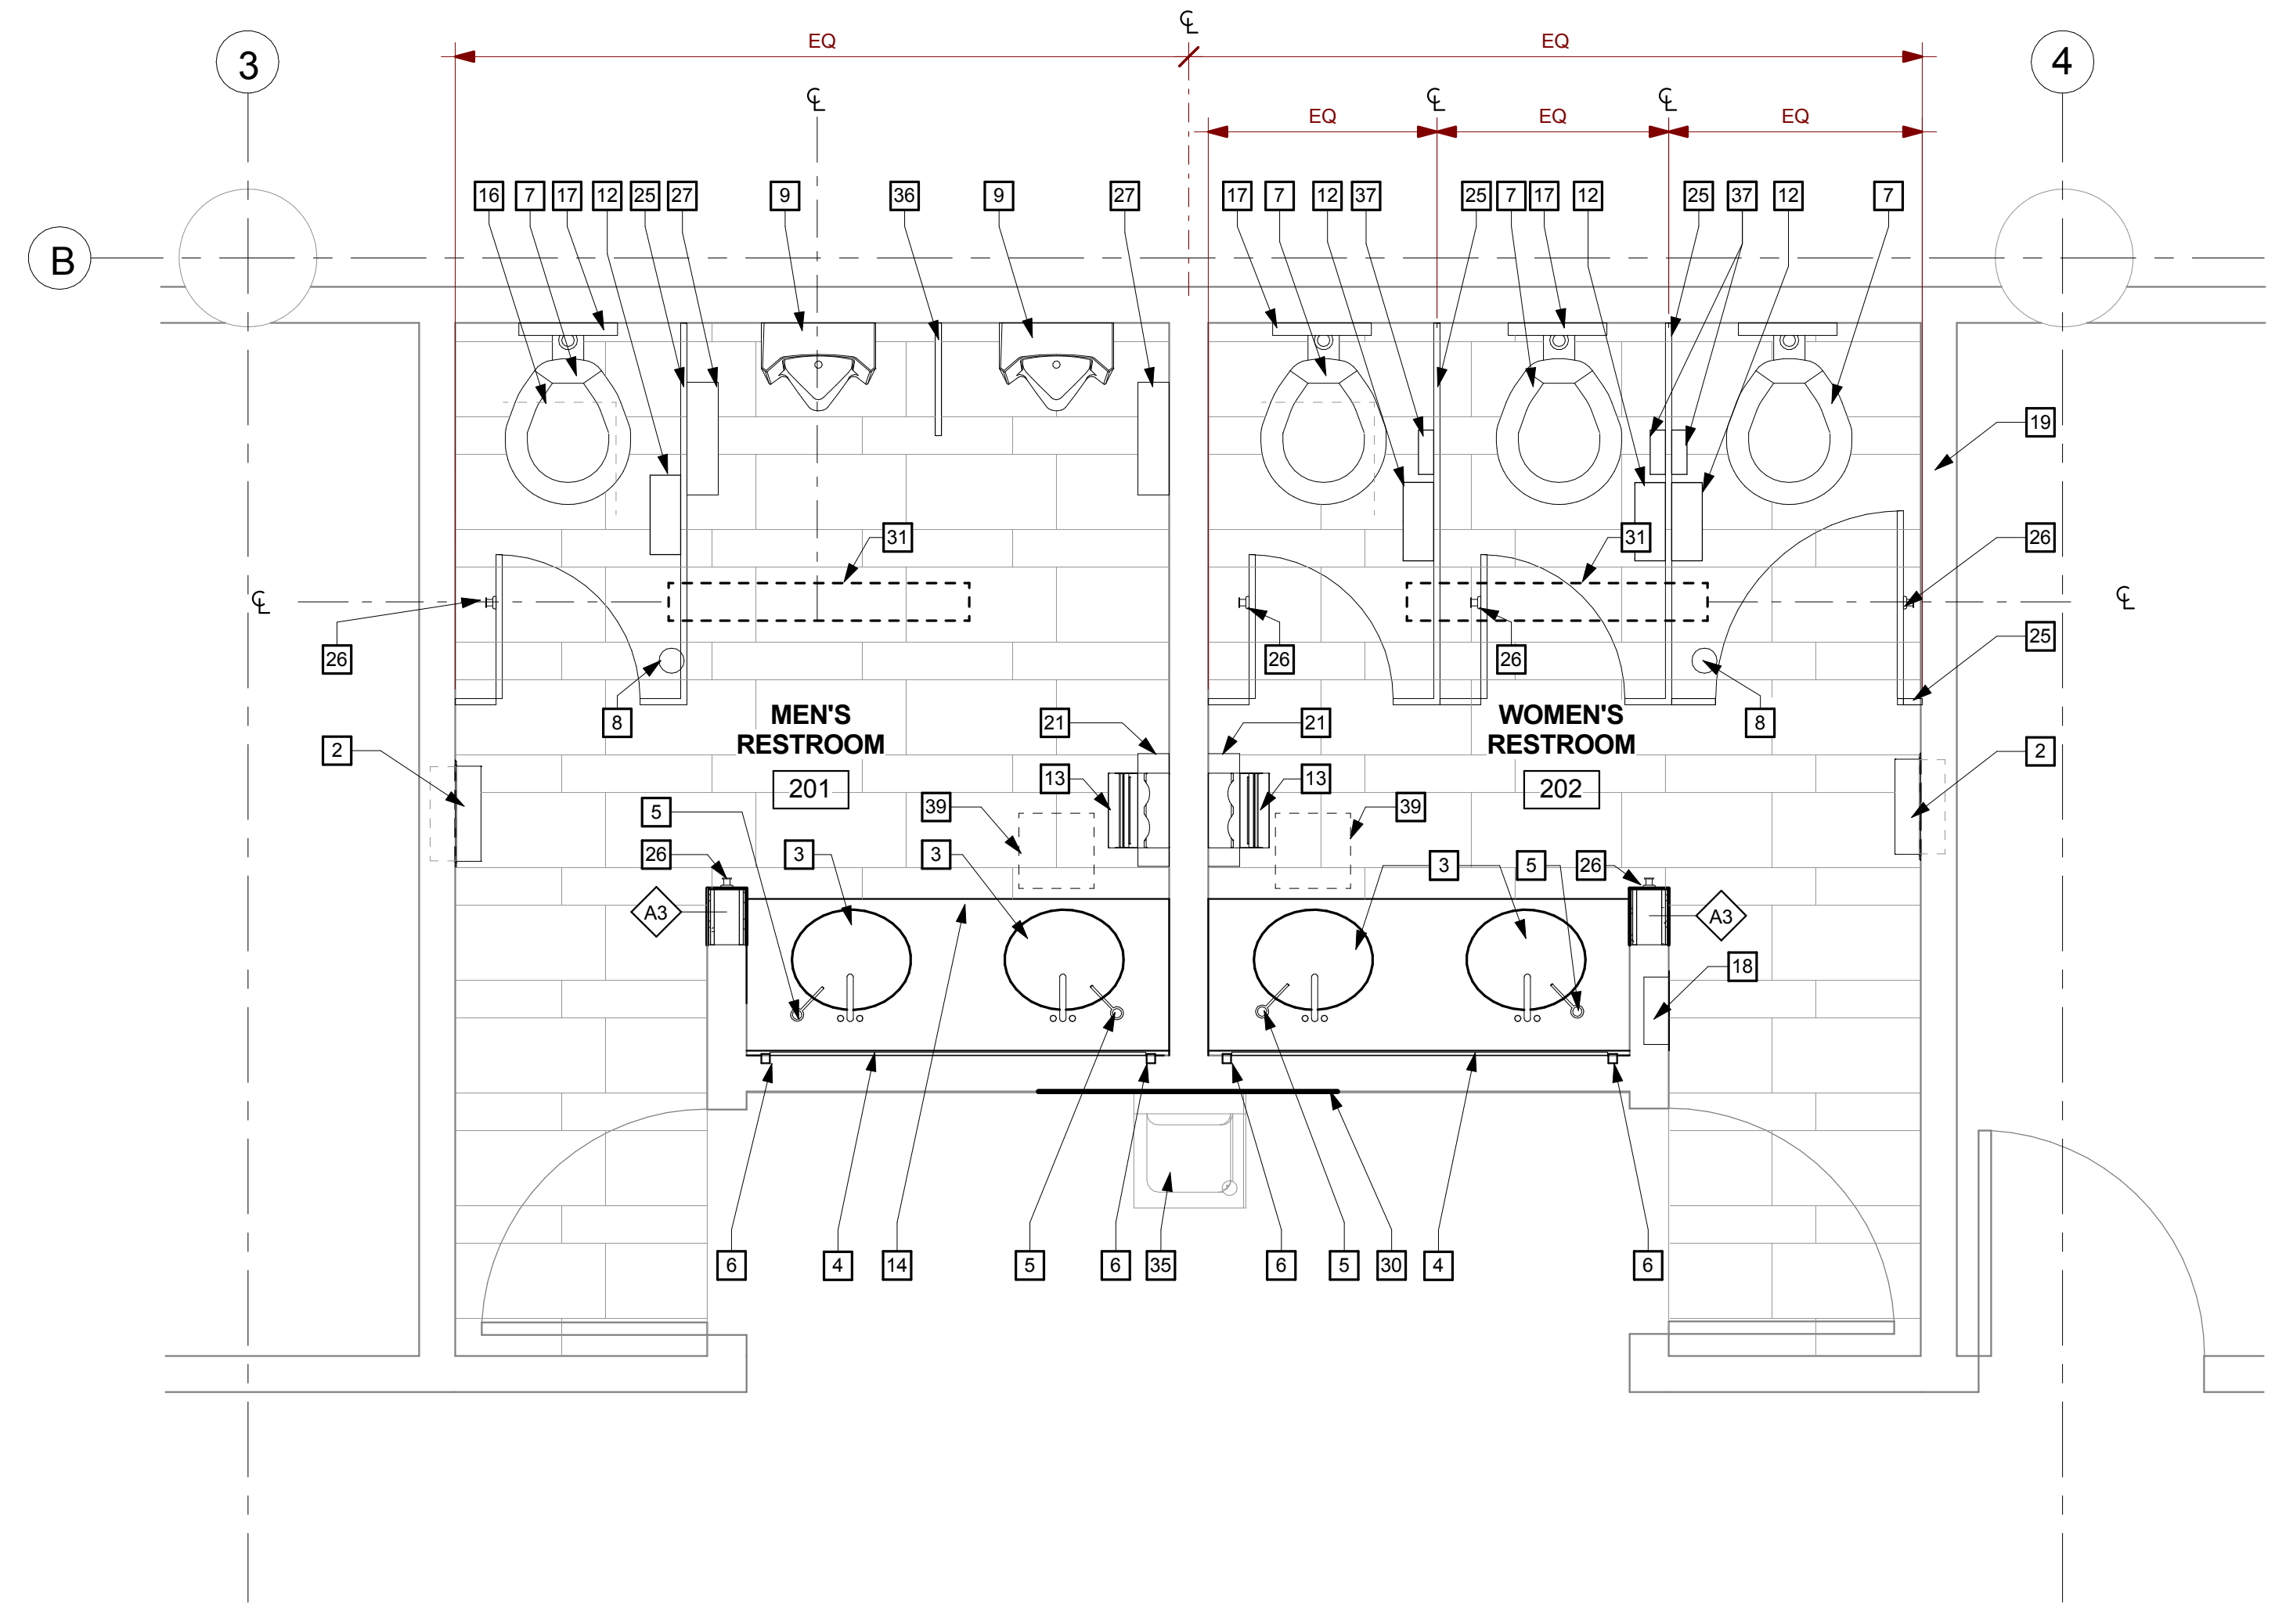 ℄
EQ EQ
3 4
℄ ℄ ℄
EQ EQ EQ
16 7 17 12 25 27 9 36 9 27 17 7 12 37 25 7 17 12 25 37 12 7
B
19
31 31 26
℄ ℄
26 26 26 25
8 MEN'S 21 21 WOMEN'S 8
RESTROOM RESTROOM
2 2
201 13 13 202
5 39 39
26 3 3 3 5 26
A3 A3
18
6 4 14 5 6 35 6 5 30 4 6